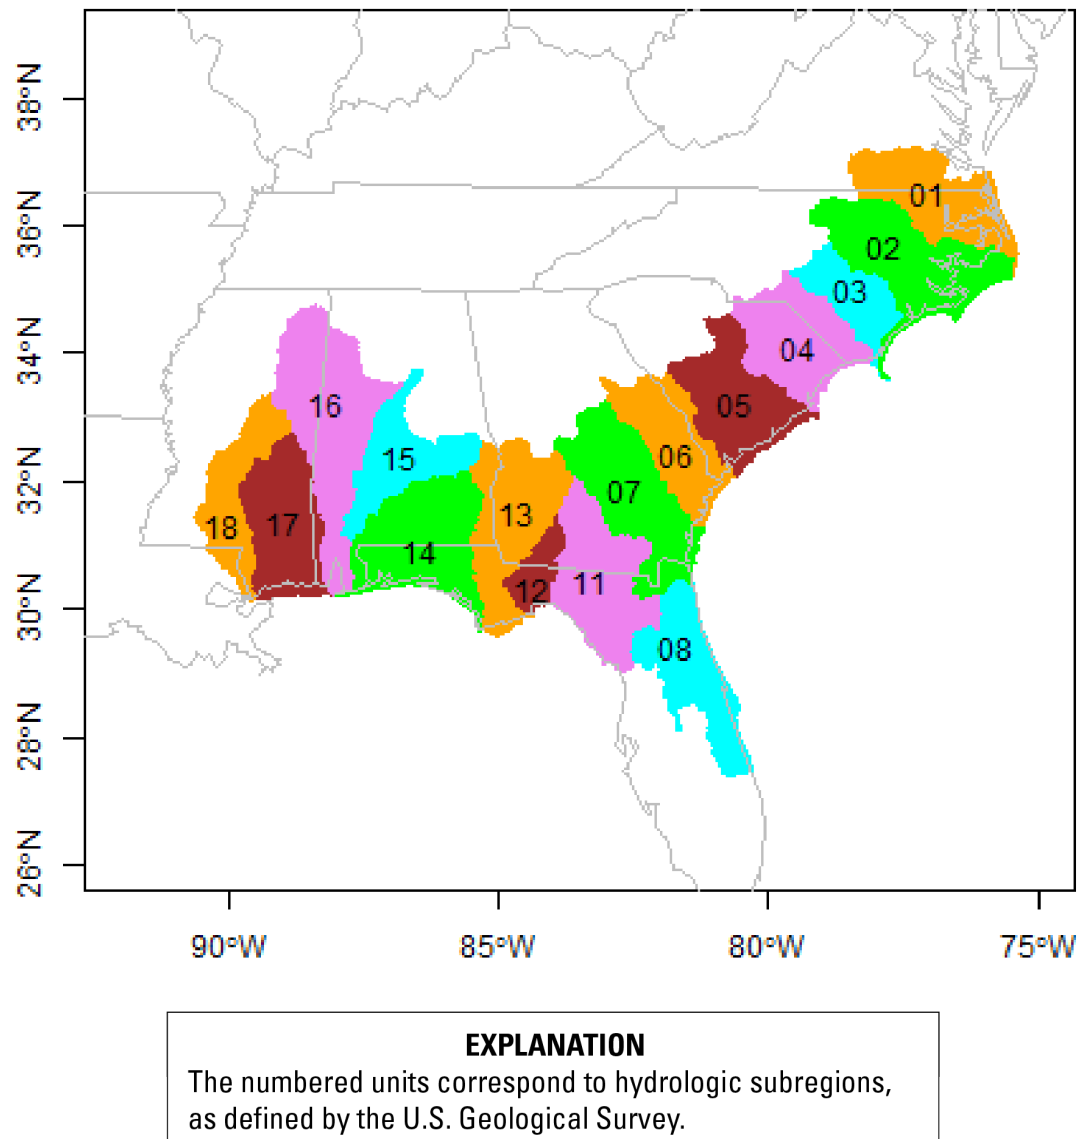 38°N
36°N
34°N
32°N
30°N
28°N
26°N
01
02
03
04
05
06
07
08
11
12
13
14
15
16
17
18
90°W 85°W 80°W 75°W
EXPLANATION
The numbered units correspond to hydrologic subregions,
as defined by the U.S. Geological Survey.